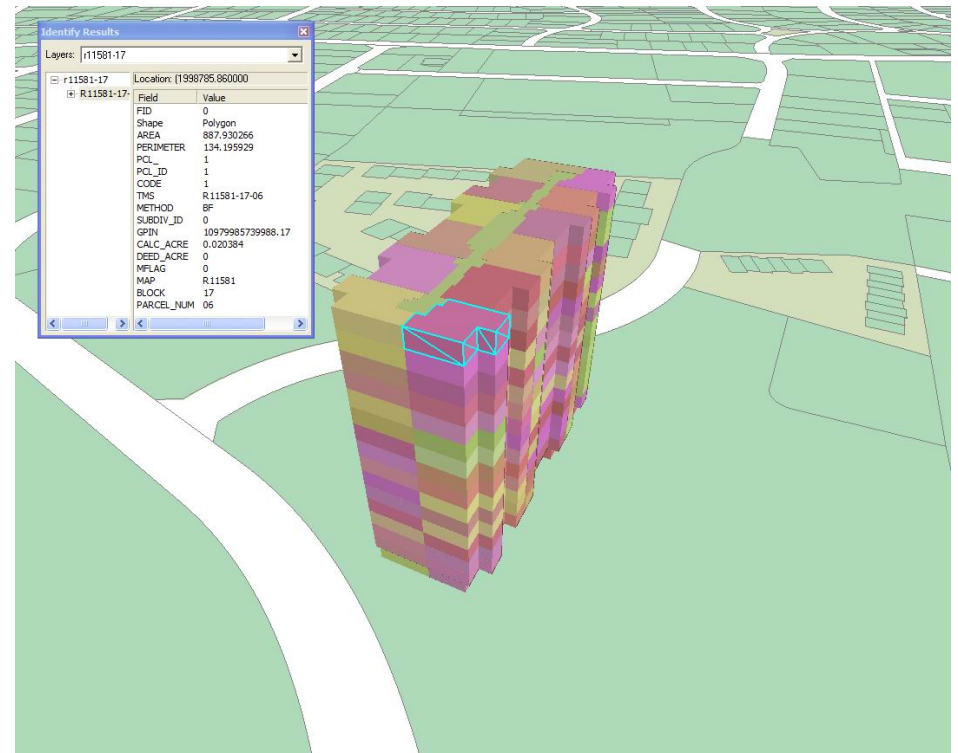 Identify Results
Layers: r11581-17
r11581-17
R11581-17-
Location: (1998785.860000
Field Value
FID 0
Shape Polygon
AREA 887.930266
PERIMETER 134.195929
PCL_ 1
PCL_ID 1
CODE 1
TMS R11581-17-06
METHOD BF
SUBDIV_ID 0
GPIN 10979985739988.17
CALC_ACRE 0.020384
DEED_ACRE 0
MFLAG 0
MAP R11581
BLOCK 17
PARCEL_NUM 06